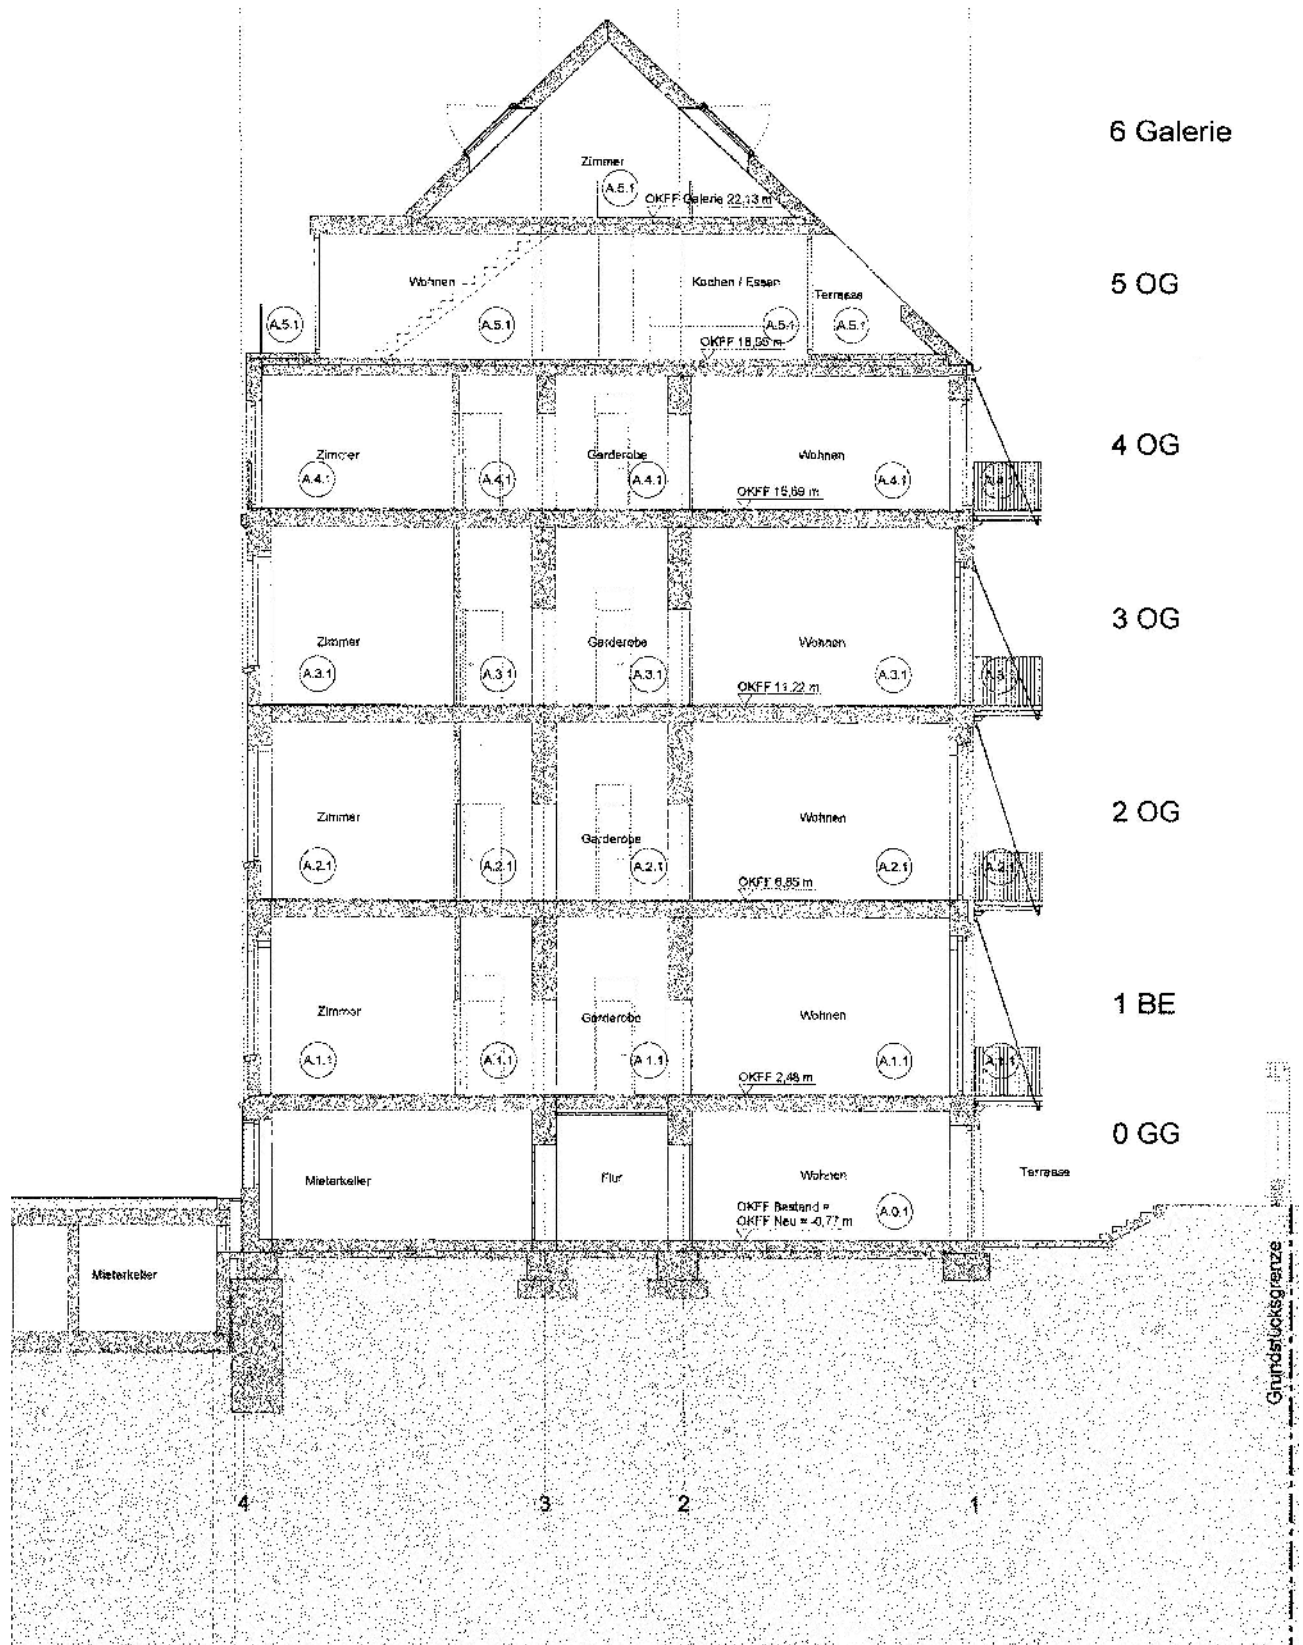 6 Galerie
Zimmer
A.5.1
OKFF Galerie 22,13 m
5 OG
Wohnen
Kochen / Essen
Terrasse
A.5.1
A.5.1
A.5.1
A.5.1
4 OG
Zimmer
Garderobe
Wohnen
A.4.1
A.4.1
A.4.1
A.4.1
OKFF 15,69 m
3 OG
Zimmer
Garderobe
Wohnen
A.3.1
A.3.1
A.3.1
A.3.1
OKFF 11,22 m
2 OG
Zimmer
Garderobe
Wohnen
A.2.1
A.2.1
A.2.1
A.2.1
A.2.1
OKFF 6,85 m
1 BE
Zimmer
Garderobe
Wohnen
A.1.1
A.1.1
A.1.1
A.1.1
A.1.1
OKFF 2,48 m
0 GG
Mieterkeller
Flur
Wohnen
Terrasse
OKFF Bestand =
OKFF Neu = -0,77 m
A.0.1
Mieterkeller
Grundstücksgrenze
4
3
2
1